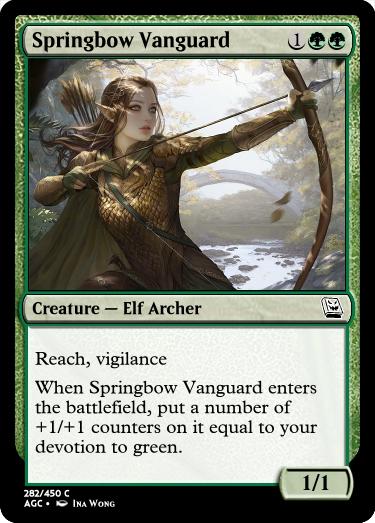 Springbow Vanguard 1
Creature — Elf Archer
Reach, vigilance
When Springbow Vanguard enters
the battlefield, put a number of
+1/+1 counters on it equal to your
devotion to green.
1/1
282/450 C
AGC • Ina Wong